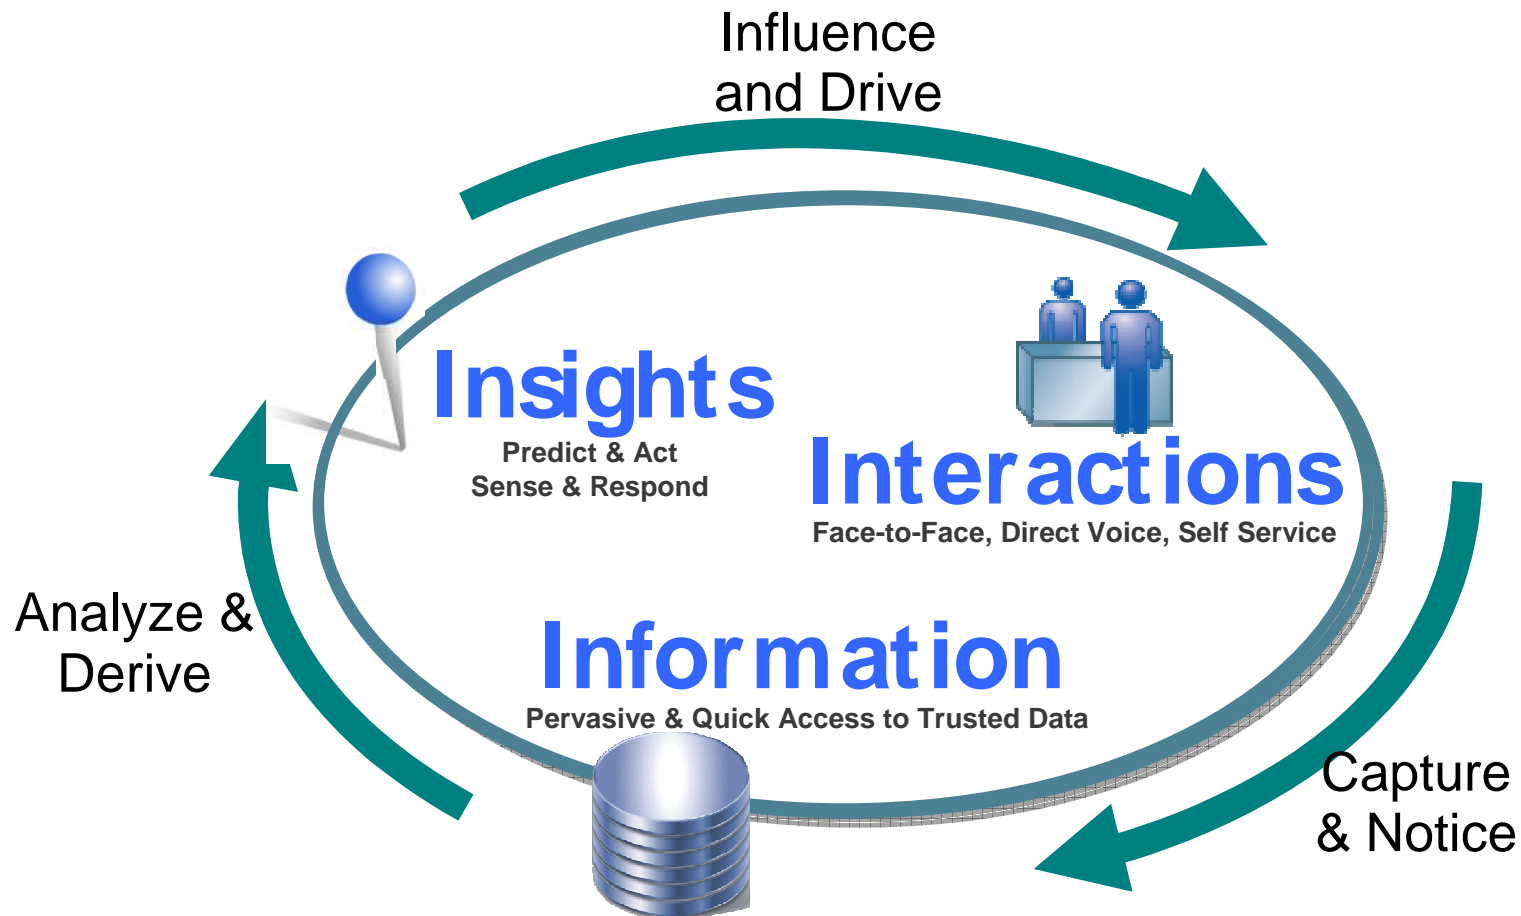 Influence
and Drive
Insights
Predict & Act
Sense & Respond
Interactions
Face-to-Face, Direct Voice, Self Service
Analyze &
Derive
Information
Pervasive & Quick Access to Trusted Data
Capture
& Notice